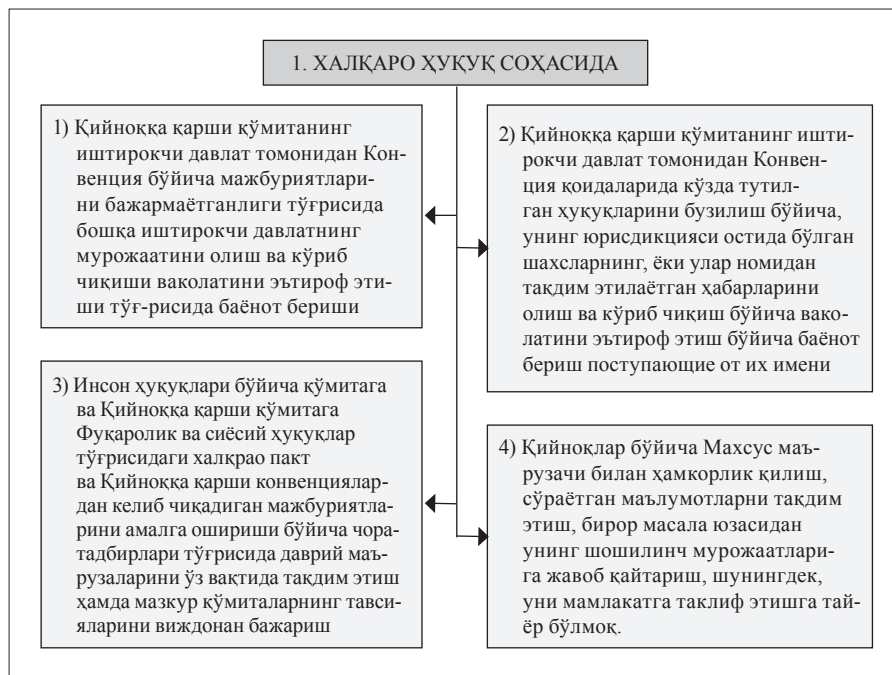 1. ХАЛҚАРО ҲУҚУҚ СОҲАСИДА
1) Қийноққа қарши қўмитанинг
иштирокчи давлат томонидан Кон-
венция бўйича мажбуриятлари-
ни бажармаётганлиги тўғрисида
бошқа иштирокчи давлатнинг
мурожаатини олиш ва кўриб
чиқиши ваколатини эътироф эти-
ши тўғ-рисида баёнот бериши
2) Қийноққа қарши қўмитанинг ишти-
рокчи давлат томонидан Конвен-
ция қоидаларида кўзда тутил-
ган ҳуқуқларини бузилиш бўйича,
унинг юрисдикцияси остида бўлган
шахсларнинг, ёки улар номидан
тақдим этилаётган ҳабарларини
олиш ва кўриб чиқиш бўйича вако-
латини эътироф этиш бўйича баёнот
бериш поступающие от их имени
3) Инсон ҳуқуқлари бўйича қўмитага
ва Қийноққа қарши қўмитага
Фуқаролик ва сиёсий ҳуқуқлар
тўғрисидаги халқрао пакт
ва Қийноққа қарши конвенциялар-
дан келиб чиқадиган мажбуриятла-
рини амалга ошириши бўйича чора-
тадбирлари тўғрисида даврий маъ-
рузаларини ўз вақтида тақдим этиш
ҳамда мазкур қўмиталарнинг тавси-
яларини виждонан бажариш
4) Қийноқлар бўйича Махсус маъ-
рузачи билан ҳамкорлик қилиш,
сўраётган маълумотларни тақдим
этиш, бирор масала юзасидан
унинг шошилинч мурожаатлари-
га жавоб қайтариш, шунингдек,
уни мамлакатга таклиф этишга тай-
ёр бўлмоқ.